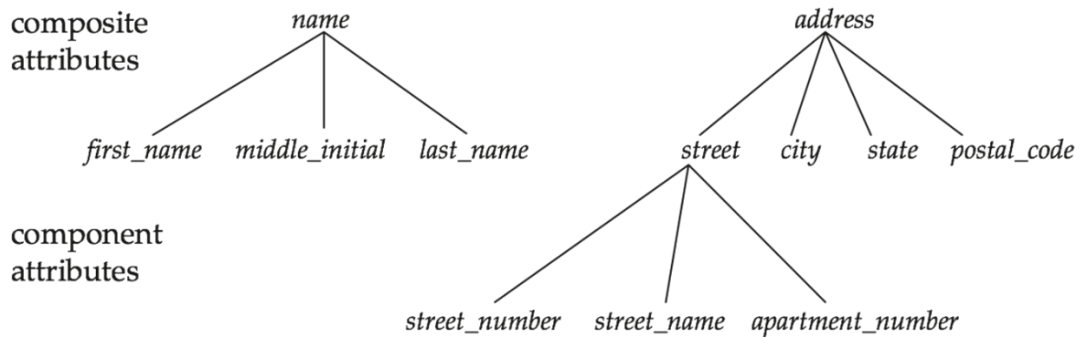 composite name address
attributes
first_name middle_initial last_name street city state postal_code
component
attributes
street_number street_name apartment_number